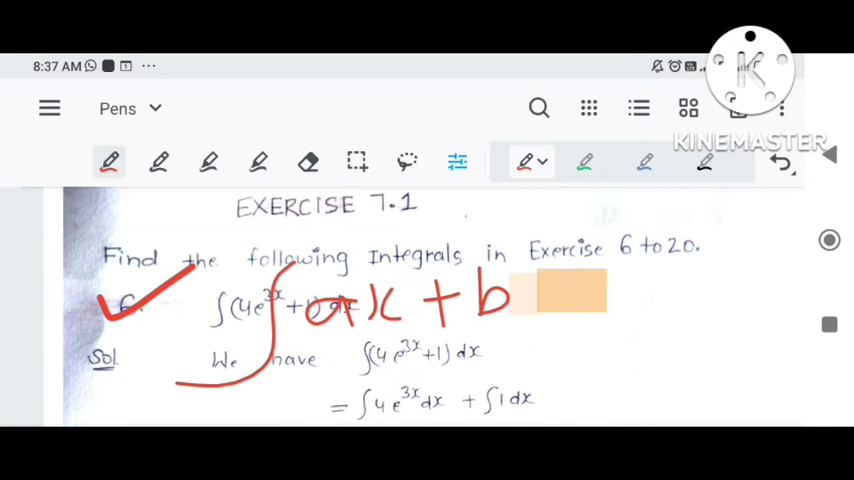 8:37 AM
K
KINEMASTER
Pens
EXERCISE 7.1
Find the following Integrals in Exercise 6 to 20.
6. ∫(4e^{3x}+1) dx
∫ax + b
Sol. We have ∫(4e^{3x}+1) dx
= ∫4e^{3x}dx + ∫1dx